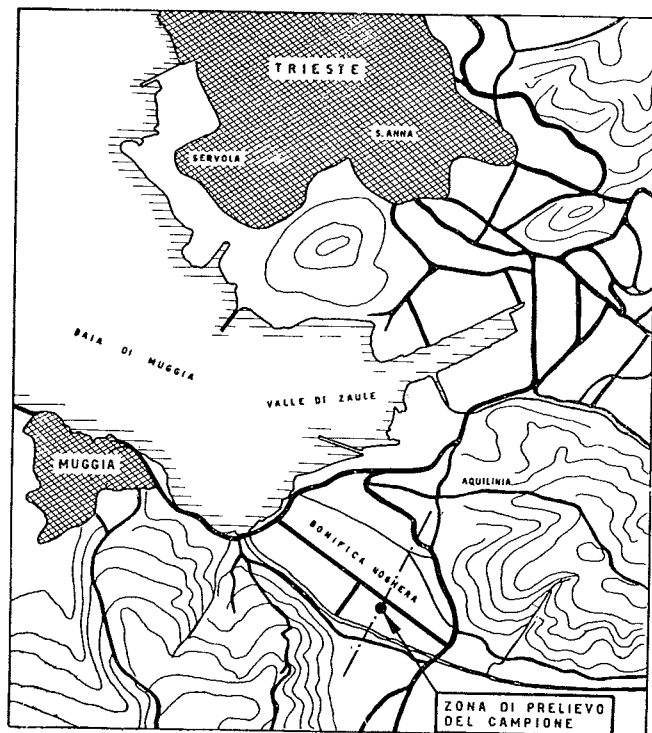 TRIESTE
S. ANNA
SERVOLA
BAIA DI MUGGIA
VALLE DI ZAULE
MUGGIA
AQUILINIA
BONIFICA NOGHERA
ZONA DI PRELIEVO
DEL CAMPIONE